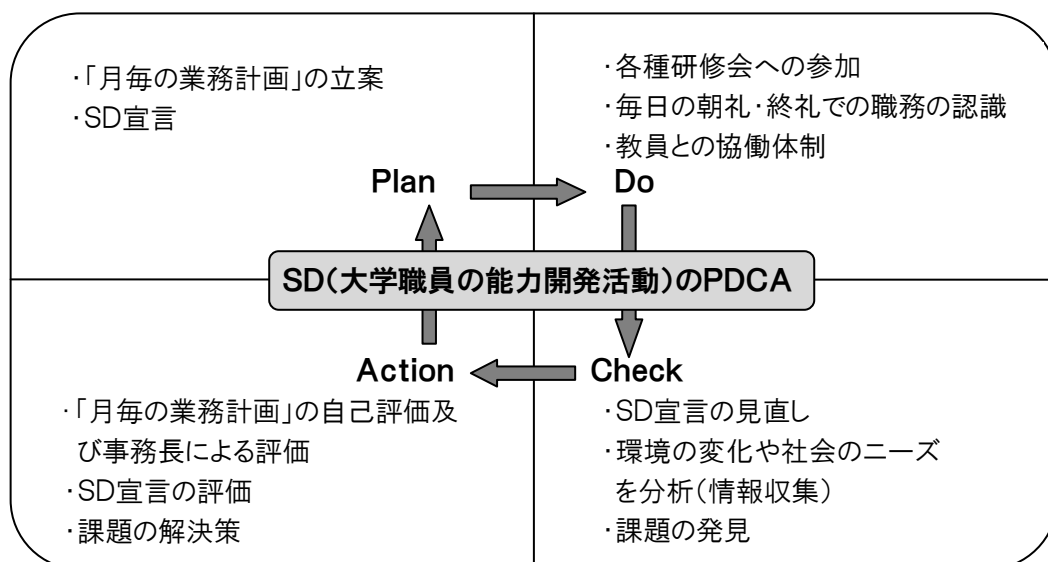 ・「月毎の業務計画」の立案
・SD宣言
Plan
・各種研修会への参加
・毎日の朝礼・終礼での職務の認識
・教員との協働体制
Do
SD(大学職員の能力開発活動)のPDCA
Action
・「月毎の業務計画」の自己評価及
び事務長による評価
・SD宣言の評価
・課題の解決策
Check
・SD宣言の見直し
・環境の変化や社会のニーズ
を分析(情報収集)
・課題の発見